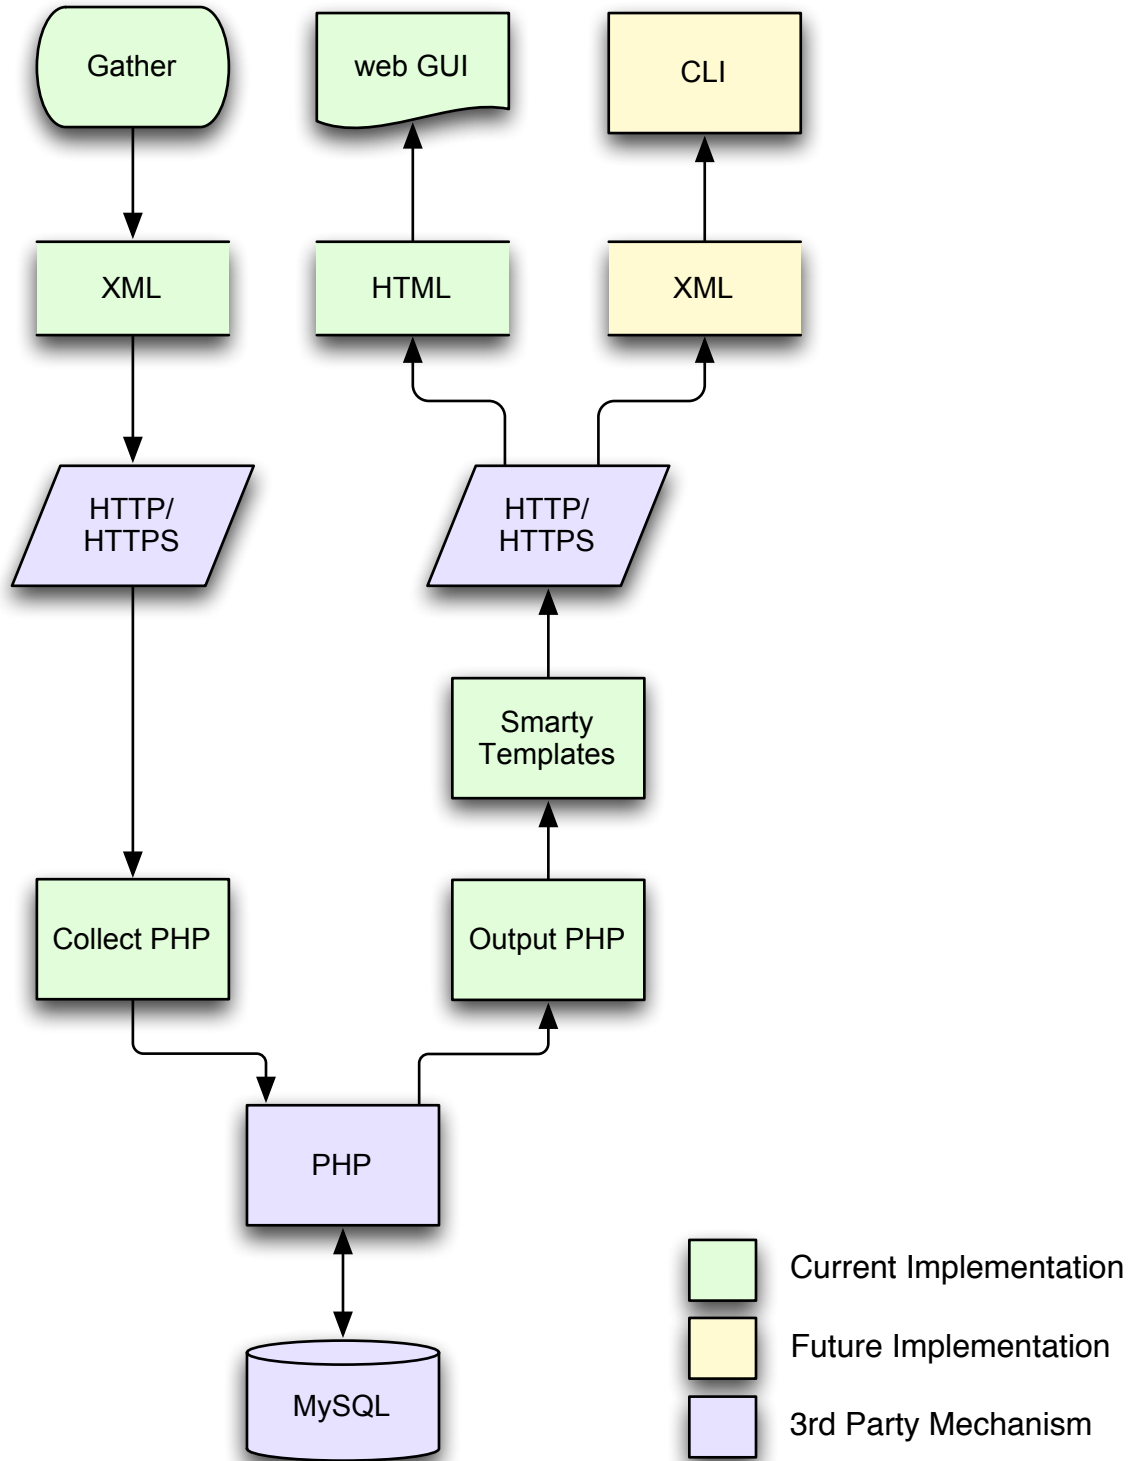 Gather
web GUI
CLI
XML
HTML
XML
HTTP/
HTTPS
HTTP/
HTTPS
Smarty
Templates
Collect PHP
Output PHP
PHP
MySQL
Current Implementation
Future Implementation
3rd Party Mechanism